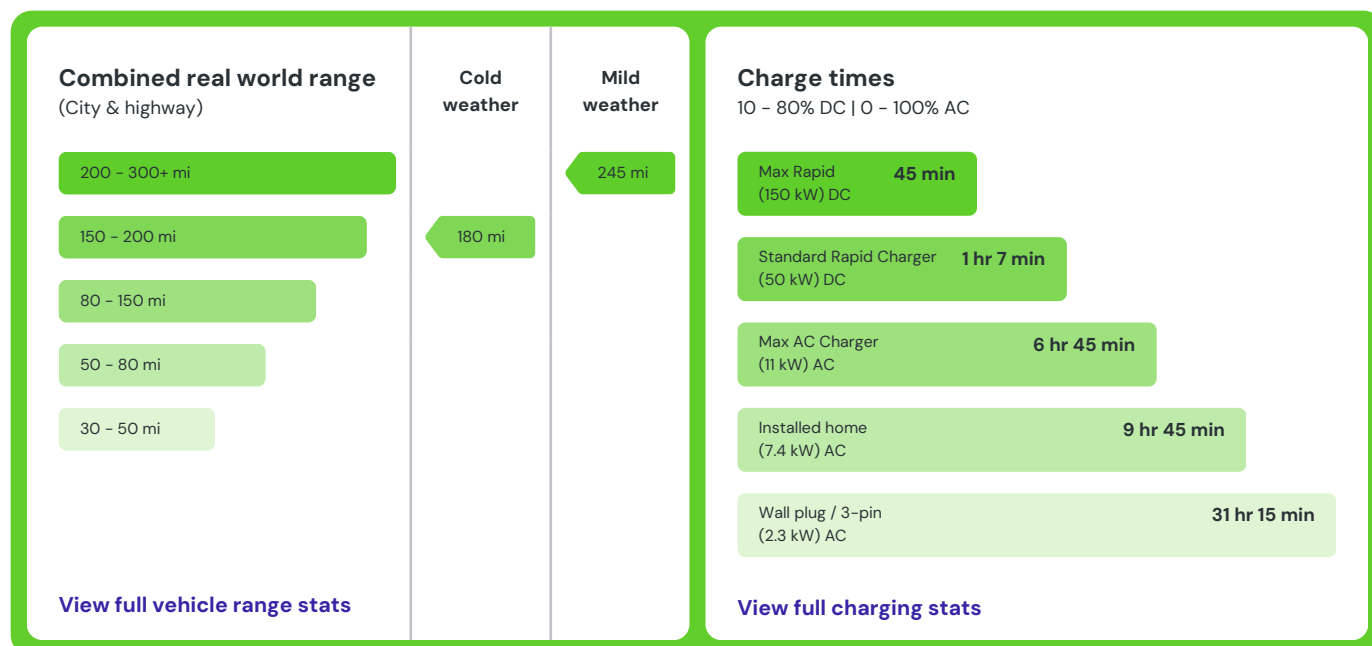 Combined real world range
(City & highway)
Cold
weather
Mild
weather
200 - 300+ mi
245 mi
150 - 200 mi
180 mi
80 - 150 mi
50 - 80 mi
30 - 50 mi
View full vehicle range stats
Charge times
10 - 80% DC | 0 - 100% AC
Max Rapid
(150 kW) DC
45 min
Standard Rapid Charger
(50 kW) DC
1 hr 7 min
Max AC Charger
(11 kW) AC
6 hr 45 min
Installed home
(7.4 kW) AC
9 hr 45 min
Wall plug / 3-pin
(2.3 kW) AC
31 hr 15 min
View full charging stats